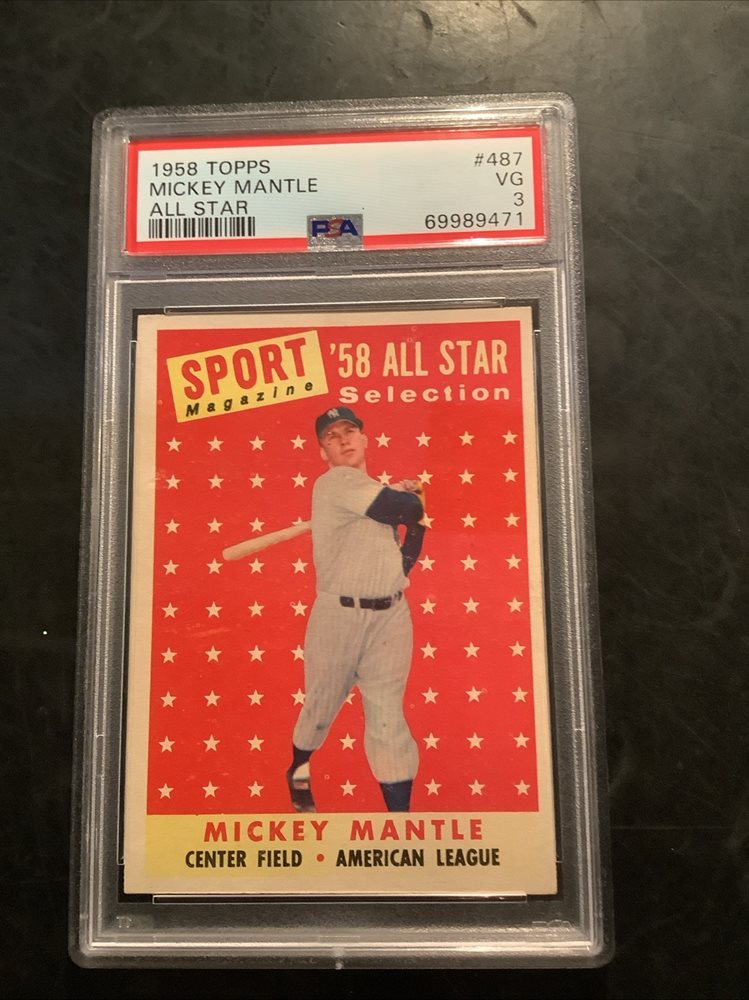 1958 TOPPS #487
MICKEY MANTLE VG
ALL STAR 3
PSA 69989471
SPORT '58 ALL STAR
Magazine Selection
NY
MICKEY MANTLE
CENTER FIELD • AMERICAN LEAGUE